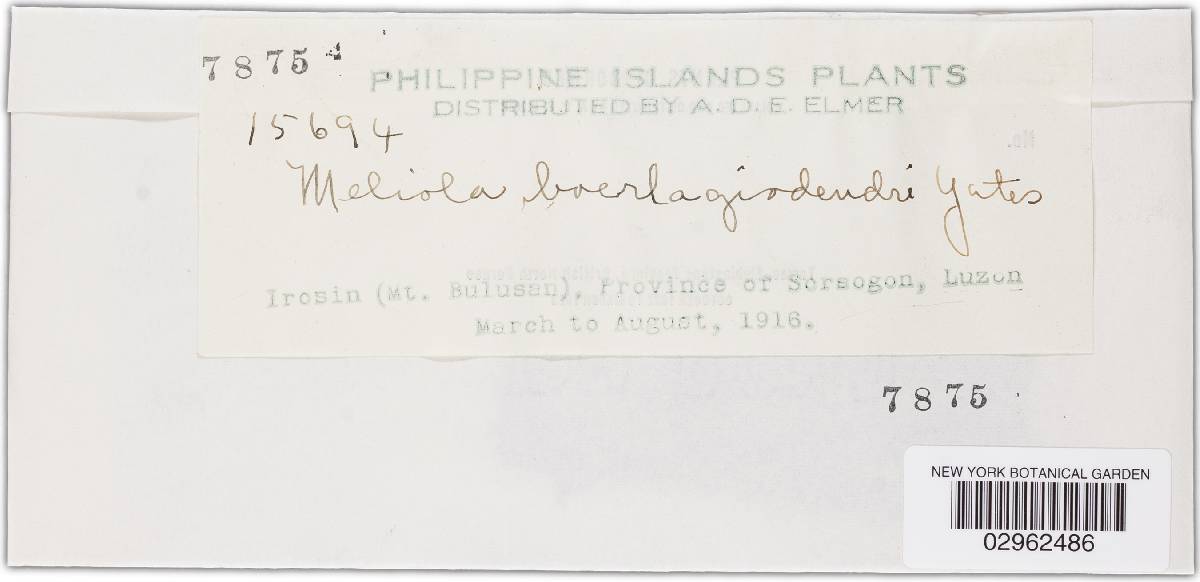 7875
PHILIPPINE ISLANDS PLANTS
DISTRIBUTED BY A. D. E. ELMER
15694
Meliola boerlagiodendri Yates
Irosin (Mt. Bulusan), Province of Sorsogon, Luzon
March to August, 1916.
7875
NEW YORK BOTANICAL GARDEN
02962486